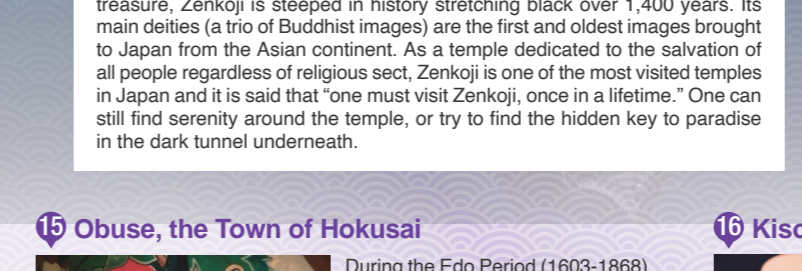 treasure, Zenkoji is steeped in history stretching black over 1,400 years. Its
main deities (a trio of Buddhist images) are the first and oldest images brought
to Japan from the Asian continent. As a temple dedicated to the salvation of
all people regardless of religious sect, Zenkoji is one of the most visited temples
in Japan and it is said that “one must visit Zenkoji, once in a lifetime.” One can
still find serenity around the temple, or try to find the hidden key to paradise
in the dark tunnel underneath.
15 Obuse, the Town of Hokusai
16
During the Edo Period (1603-1868)